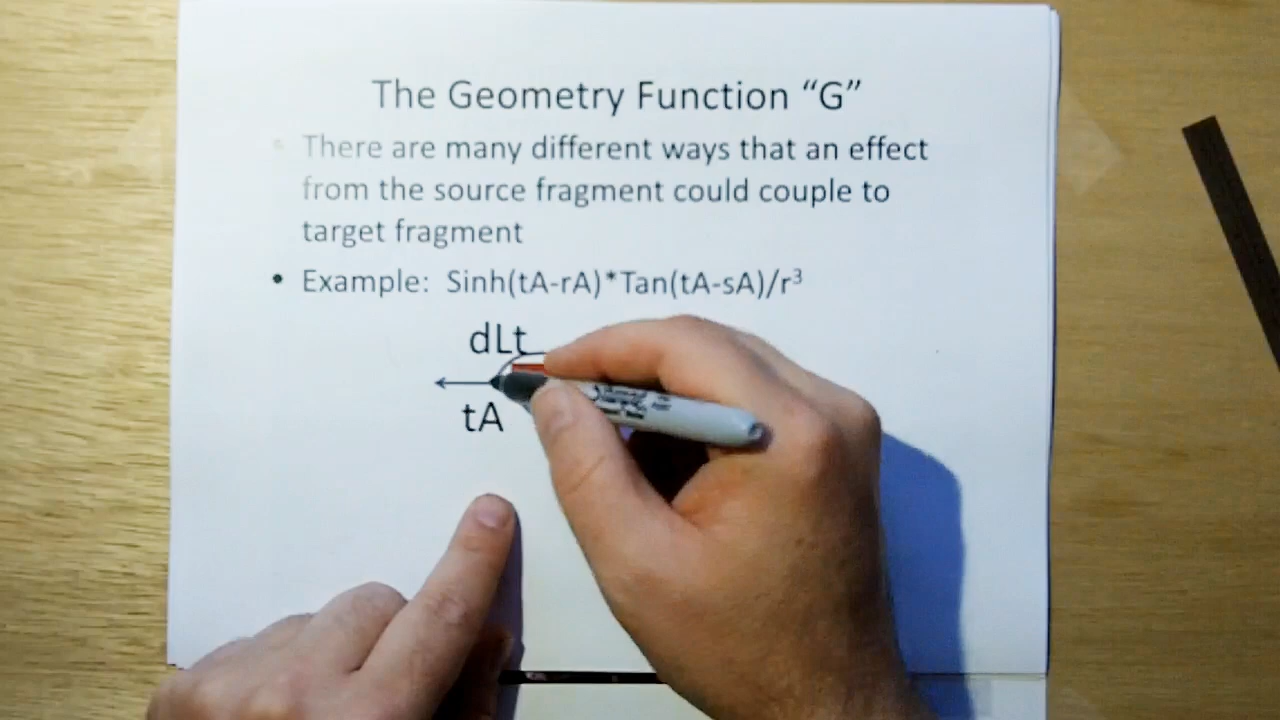 The Geometry Function “G”
There are many different ways that an effect
from the source fragment could couple to
target fragment
• Example: Sinh(tA-rA)*Tan(tA-sA)/r³
dLt
tA